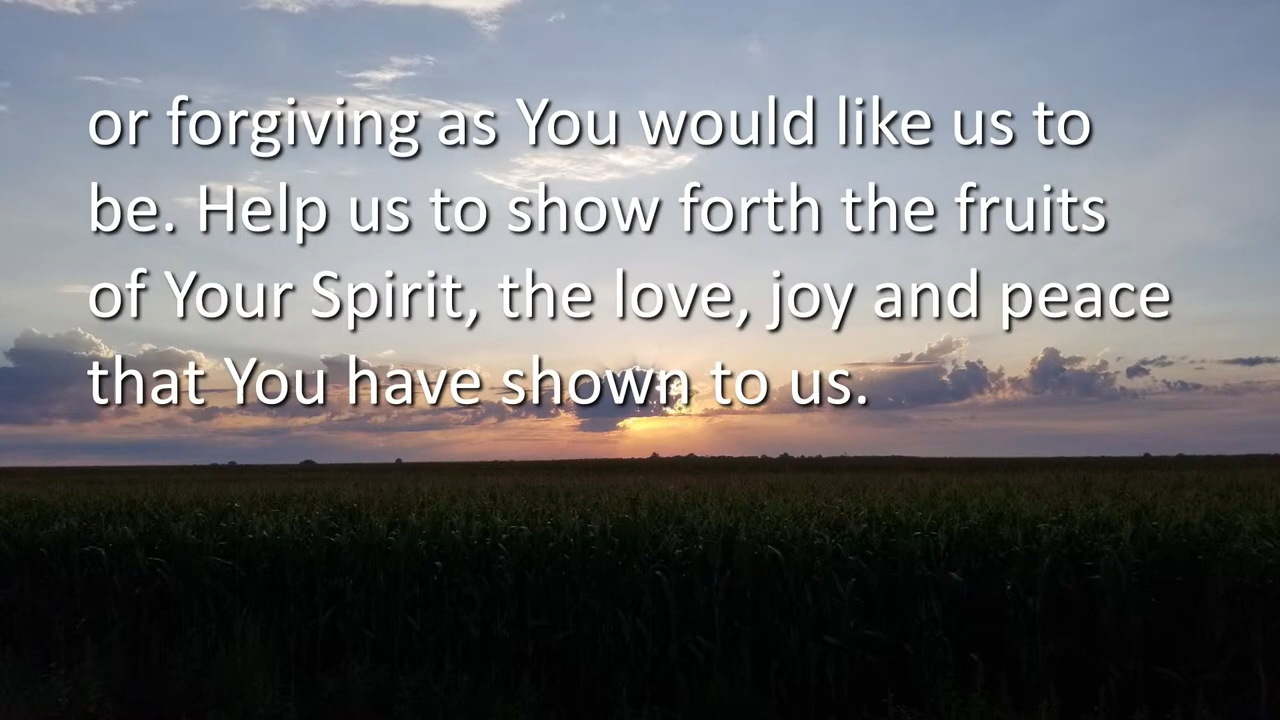 or forgiving as You would like us to
be. Help us to show forth the fruits
of Your Spirit, the love, joy and peace
that You have shown to us.